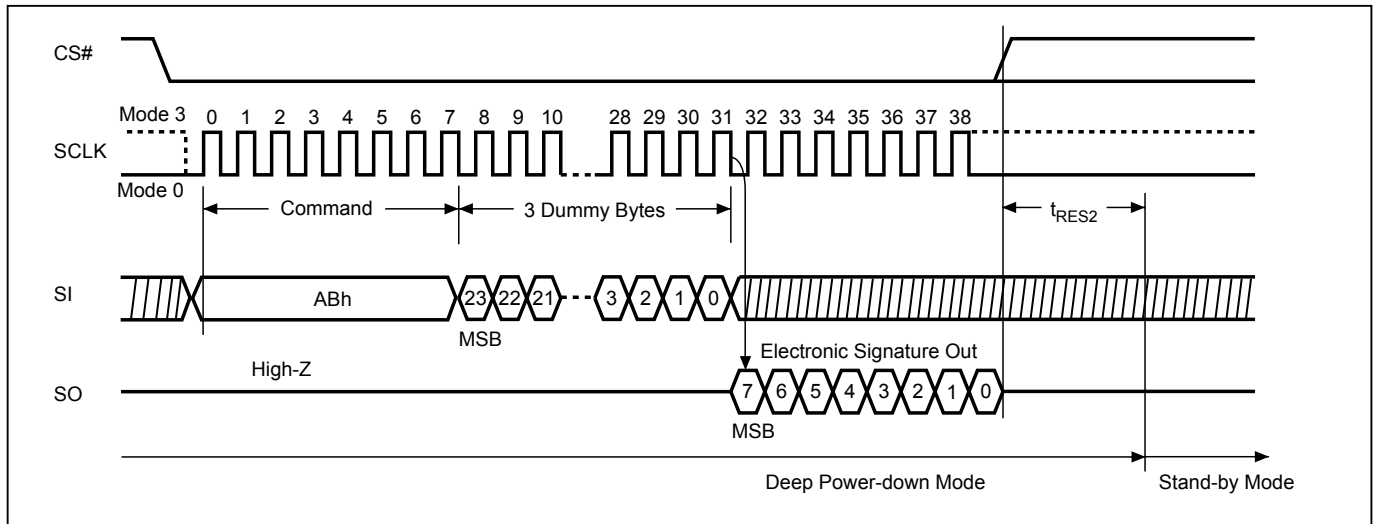 CS#
Mode 3
0 1 2 3 4 5 6 7 8 9 10 28 29 30 31 32 33 34 35 36 37 38
SCLK
Mode 0
Command
3 Dummy Bytes
tRES2
SI
ABh
23 22 21 3 2 1 0
MSB
Electronic Signature Out
High-Z
SO
7 6 5 4 3 2 1 0
MSB
Deep Power-down Mode
Stand-by Mode